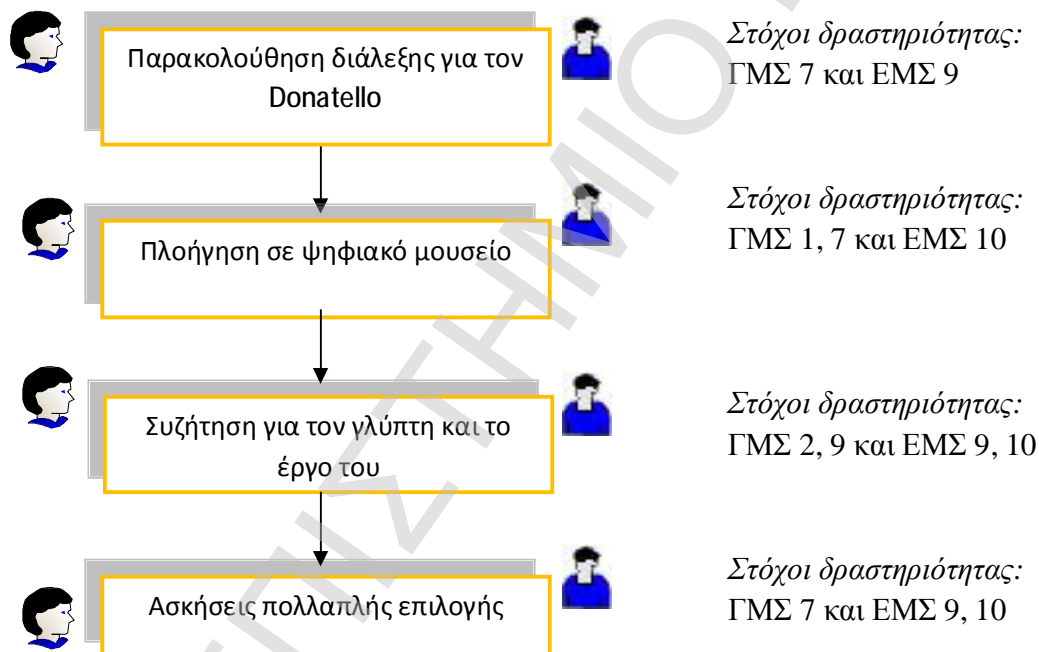 Παρακολούθηση διάλεξης για τον
Donatello
Στόχοι δραστηριότητας:
ΓΜΣ 7 και ΕΜΣ 9
Πλοήγηση σε ψηφιακό μουσείο
Στόχοι δραστηριότητας:
ΓΜΣ 1, 7 και ΕΜΣ 10
Συζήτηση για τον γλύπτη και το
έργο του
Στόχοι δραστηριότητας:
ΓΜΣ 2, 9 και ΕΜΣ 9, 10
Ασκήσεις πολλαπλής επιλογής
Στόχοι δραστηριότητας:
ΓΜΣ 7 και ΕΜΣ 9, 10